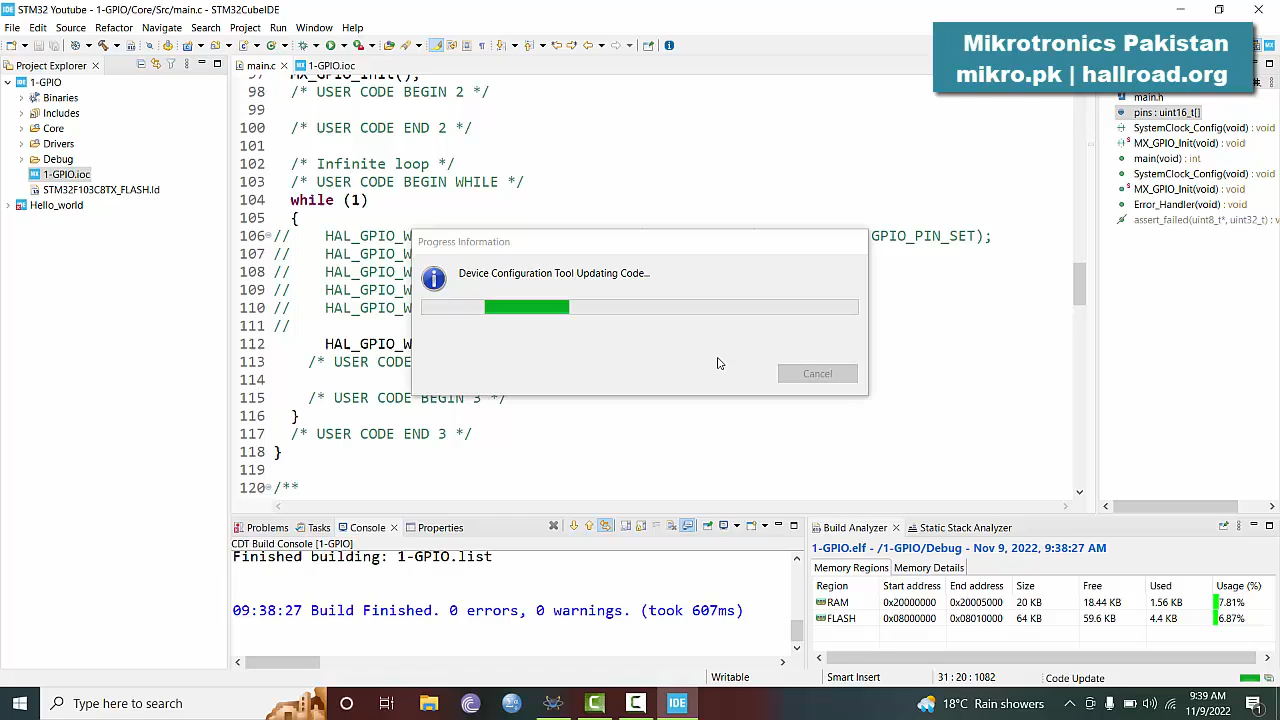 STM32 Youtube - 1-GPIO/Core/Src/main.c - STM32CubeIDE
File Edit Source Refactor Navigate Search Project Run Window Help
Mikrotronics Pakistan
mikro.pk | hallroad.org
Project Explorer
1-GPIO
Binaries
Includes
Core
Drivers
Debug
1-GPIO.ioc
STM32F103C8TX_FLASH.ld
Hello_world
main.c
1-GPIO.ioc
97 MX_GPIO_Init();
98 /* USER CODE BEGIN 2 */
99
100 /* USER CODE END 2 */
101
102 /* Infinite loop */
103 /* USER CODE BEGIN WHILE */
104 while (1)
105 {
106 // HAL_GPIO_W GPIO_PIN_SET);
107 // HAL_GPIO_W
108 // HAL_GPIO_W
109 // HAL_GPIO_W
110 // HAL_GPIO_W
111 //
112 HAL_GPIO_W
113 /* USER CODE
114
115 /* USER CODE BEGIN 3 */
116 }
117 /* USER CODE END 3 */
118 }
119
120 /**
Progress Information
Device Configuration Tool Updating Code...
Cancel
main.h
pins : uint16_t[]
SystemClock_Config(void) : void
MX_GPIO_Init(void) : void
main(void) : int
SystemClock_Config(void) : void
MX_GPIO_Init(void) : void
Error_Handler(void) : void
assert_failed(uint8_t*, uint32_t) : void
Problems Tasks Console Properties
CDT Build Console [1-GPIO]
Finished building: 1-GPIO.list
09:38:27 Build Finished. 0 errors, 0 warnings. (took 607ms)
Build Analyzer Static Stack Analyzer
1-GPIO.elf - /1-GPIO/Debug - Nov 9, 2022, 9:38:27 AM
Memory Regions Memory Details
Region Start address End address Size Free Used Usage (%)
RAM 0x20000000 0x20005000 20 KB 18.44 KB 1.56 KB 7.81%
FLASH 0x08000000 0x08010000 64 KB 59.6 KB 4.4 KB 6.87%
Writable Smart Insert 31 : 20 : 1082 Code Update
Type here to search
IDE
18°C Rain showers
9:39 AM
11/9/2022